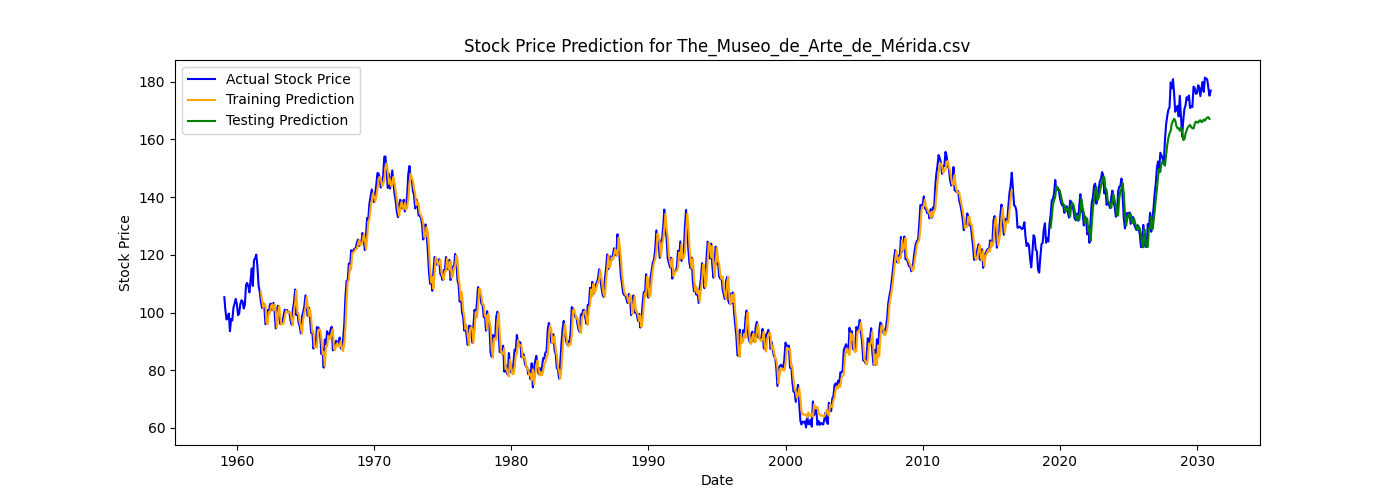 Stock Price Prediction for The_Museo_de_Arte_de_Mérida.csv
Actual Stock Price
Training Prediction
Testing Prediction
Stock Price
180
160
140
120
100
80
60
1960
1970
1980
1990
2000
2010
2020
2030
Date